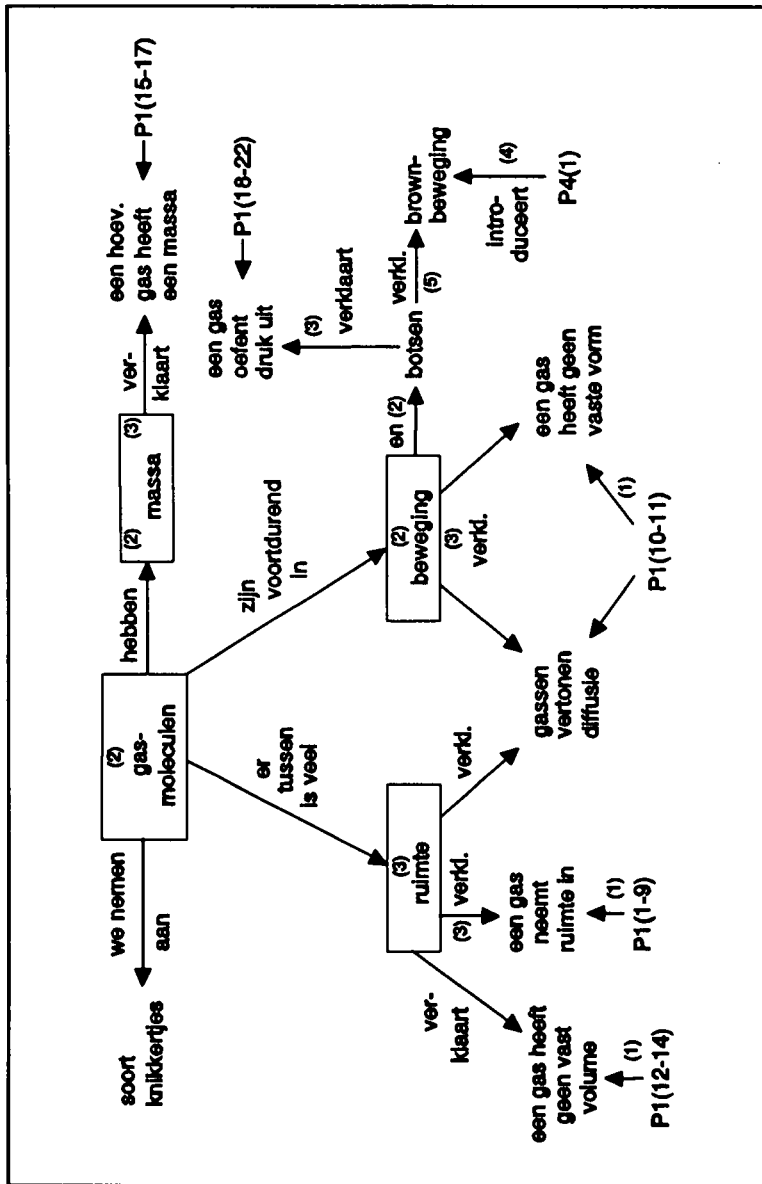 soort
knikkertjes
we nemen
aan
(2)
gas-
moleculen
hebben
(2)
(3)
massa
ver-
klaart
een hoev.
gas heeft
een massa
P1(15-17)
er
tussen
is veel
zijn
voortdurend
in
een gas
oefent
druk uit
P1(18-22)
(3)
verklaart
(3)
ruimte
(2)
beweging
en (2)
botsen
verkl.
(5)
brown-
beweging
(3)
verkl.
intro-
duceert
(4)
P4(1)
ver-
klaart
(3)
verkl.
verkl.
een gas heeft
geen vast
volume
een gas
neemt
ruimte in
gassen
vertonen
diffusie
een gas
heeft geen
vaste vorm
(1)
P1(12-14)
(1)
P1(1-9)
P1(10-11)
(1)